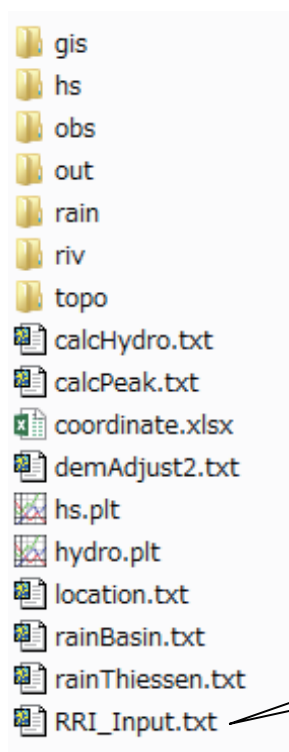 gis
hs
obs
out
rain
riv
topo
calcHydro.txt
calcPeak.txt
coordinate.xlsx
demAdjust2.txt
hs.plt
hydro.plt
location.txt
rainBasin.txt
rainThiessen.txt
RRI_Input.txt